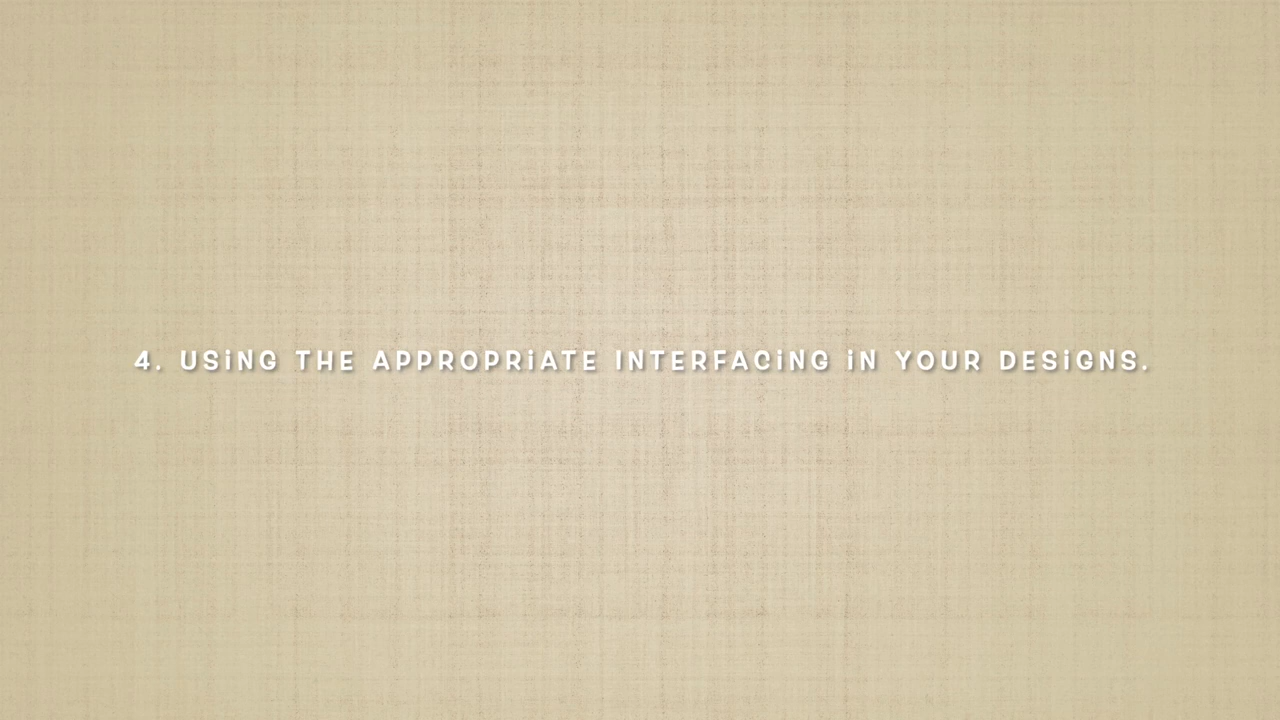 4. USiNG THE APPROPRiATE INTERFACiNG iN YOUR DESiGNS.